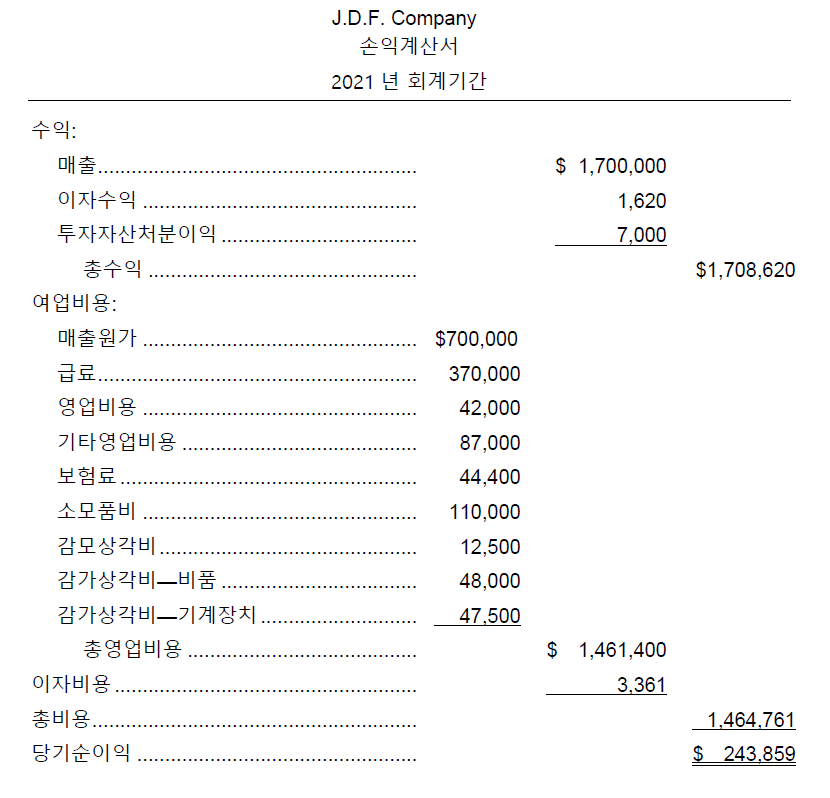 J.D.F. Company
손익계산서
2021 년 회계기간
수익:
매출.................................................... $ 1,700,000
이자수익 ............................................. 1,620
투자자산처분이익 ................................ 7,000
총수익 ............................................ $1,708,620
여업비용:
매출원가 ............................................. $700,000
급료.................................................... 370,000
영업비용 ............................................. 42,000
기타영업비용 ...................................... 87,000
보험료................................................. 44,400
소모품비 ............................................. 110,000
감모상각비.......................................... 12,500
감가상각비—비품 ................................ 48,000
감가상각비—기계장치 ......................... 47,500
총영업비용 ..................................... $ 1,461,400
이자비용 ................................................. 3,361
총비용..................................................... 1,464,761
당기순이익 .............................................. $ 243,859